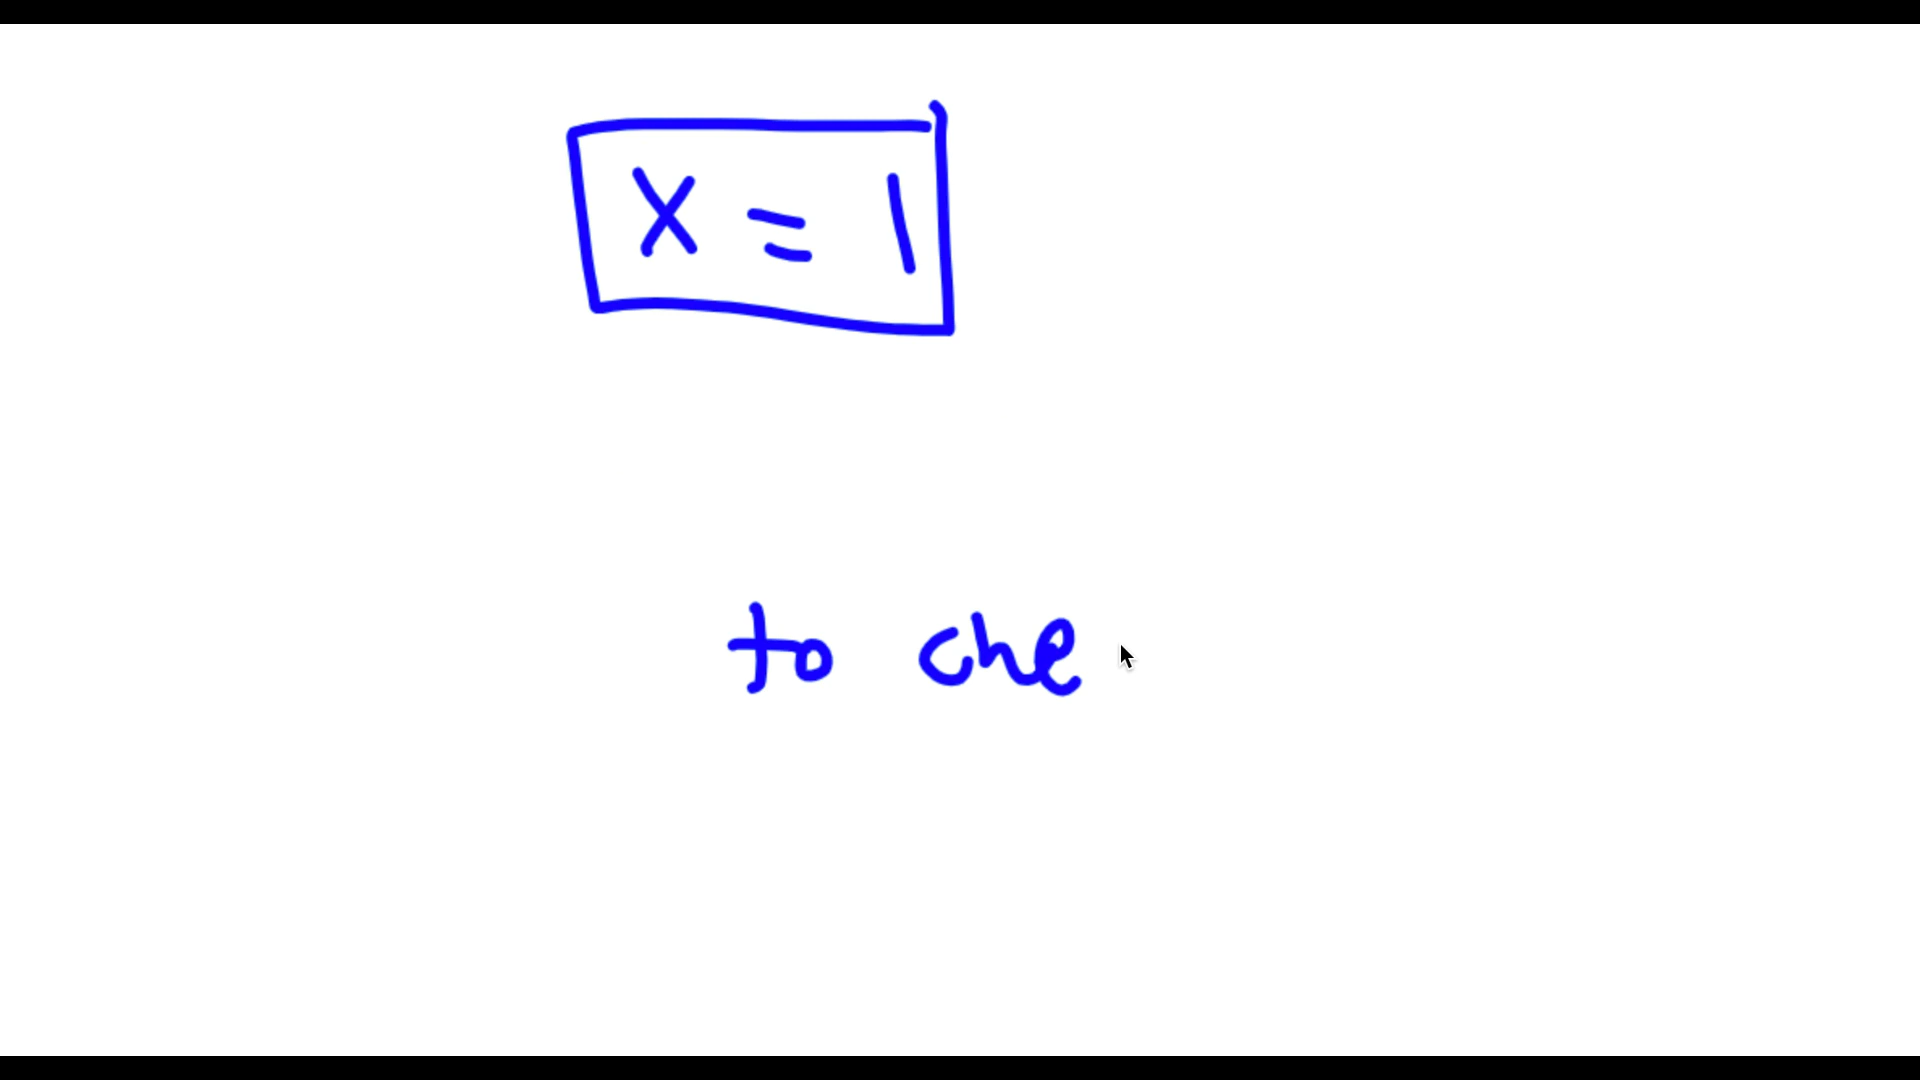 X = 1
to che